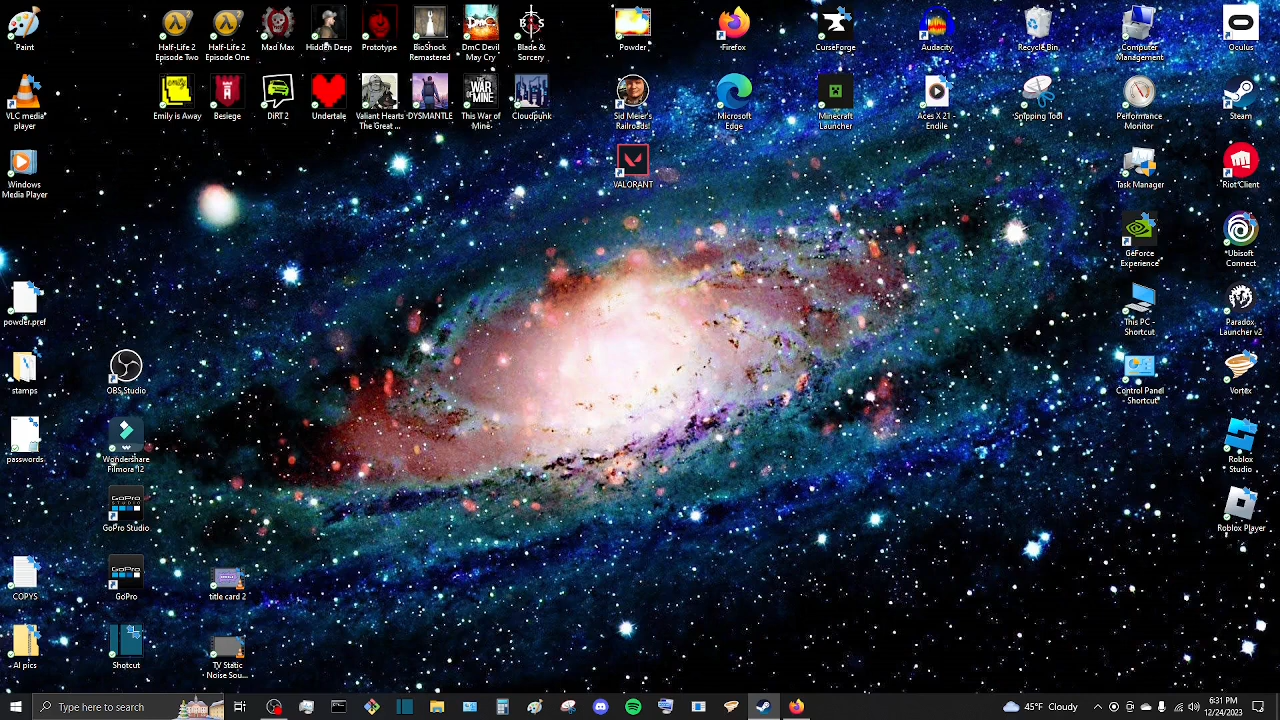 Paint
Half-Life 2
Episode Two
Half-Life 2
Episode One
Mad Max
Hidden Deep
Prototype
BioShock
Remastered
DmC Devil
May Cry
Blade &
Sorcery
Powder
Firefox
CurseForge
Audacity
Recycle Bin
Computer
Management
Oculus
VLC media
player
Emily is Away
Besiege
DiRT 2
Undertale
Valiant Hearts
The Great ...
DYSMANTLE
This War of
Mine
Cloudpunk
Sid Meier's
Railroads!
Microsoft
Edge
Minecraft
Launcher
Aces X 21 -
Endile
Snipping Tool
Performance
Monitor
Steam
Windows
Media Player
VALORANT
Task Manager
Riot Client
GeForce
Experience
Ubisoft
Connect
powder.pref
This PC -
Shortcut
Paradox
Launcher v2
stamps
OBS Studio
Control Panel
- Shortcut
Vortex
passwords
Wondershare
Filmora 12
Roblox
Studio
GoPro Studio
Roblox Player
COPYS
GoPro
title card 2
AI pics
Shotcut
TV Static
Noise Sou...
Type here to search
45°F Cloudy
6:31 PM
12/24/2023